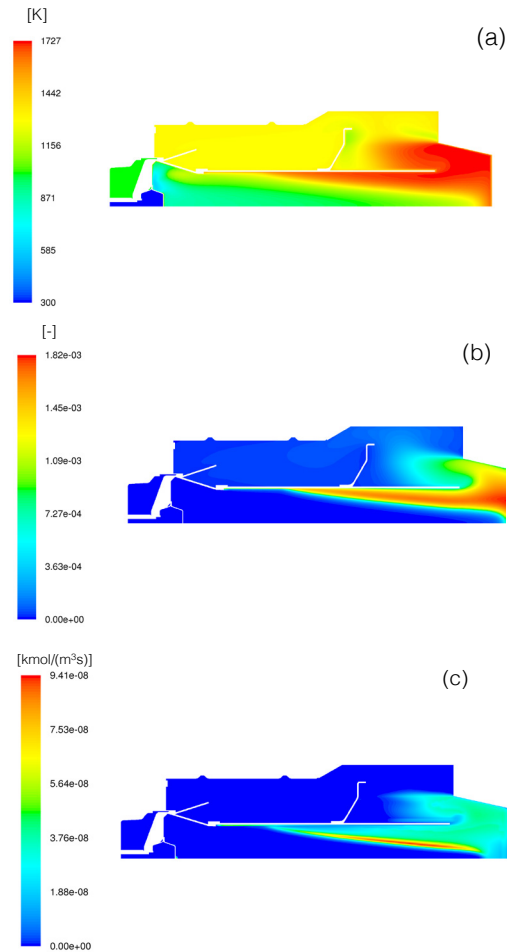 [K]
(a)
1727
1442
1156
871
585
300
[-]
(b)
1.82e-03
1.45e-03
1.09e-03
7.27e-04
3.63e-04
0.00e+00
[kmol/(m³s)]
(c)
9.41e-08
7.53e-08
5.64e-08
3.76e-08
1.88e-08
0.00e+00